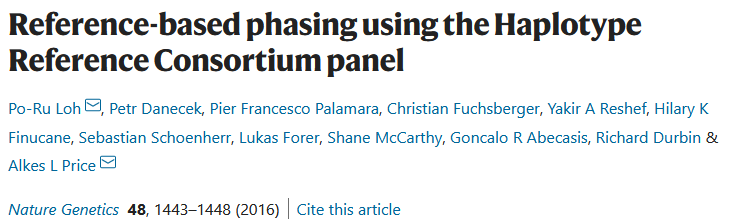 Reference-based phasing using the Haplotype
Reference Consortium panel
Po-Ru Loh, Petr Danecek, Pier Francesco Palamara, Christian Fuchsberger, Yakir A Reshef, Hilary K
Finucane, Sebastian Schoenherr, Lukas Forer, Shane McCarthy, Goncalo R Abecasis, Richard Durbin &
Alkes L Price
Nature Genetics 48, 1443–1448 (2016) | Cite this article